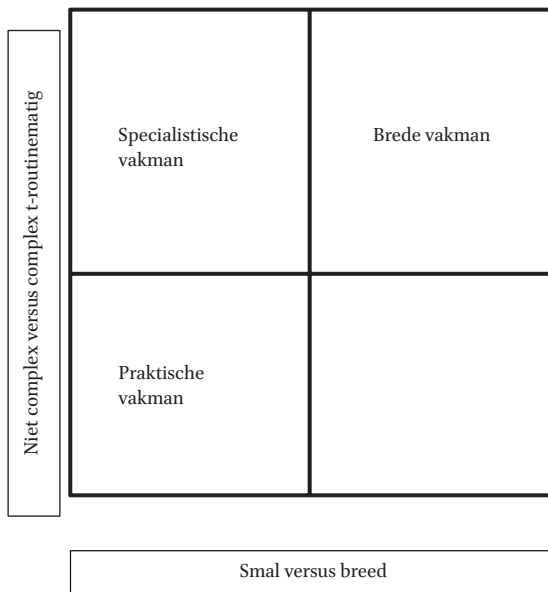 Niet complex versus complex t-routinematig
Specialistische
vakman
Brede vakman
Praktische
vakman
Smal versus breed